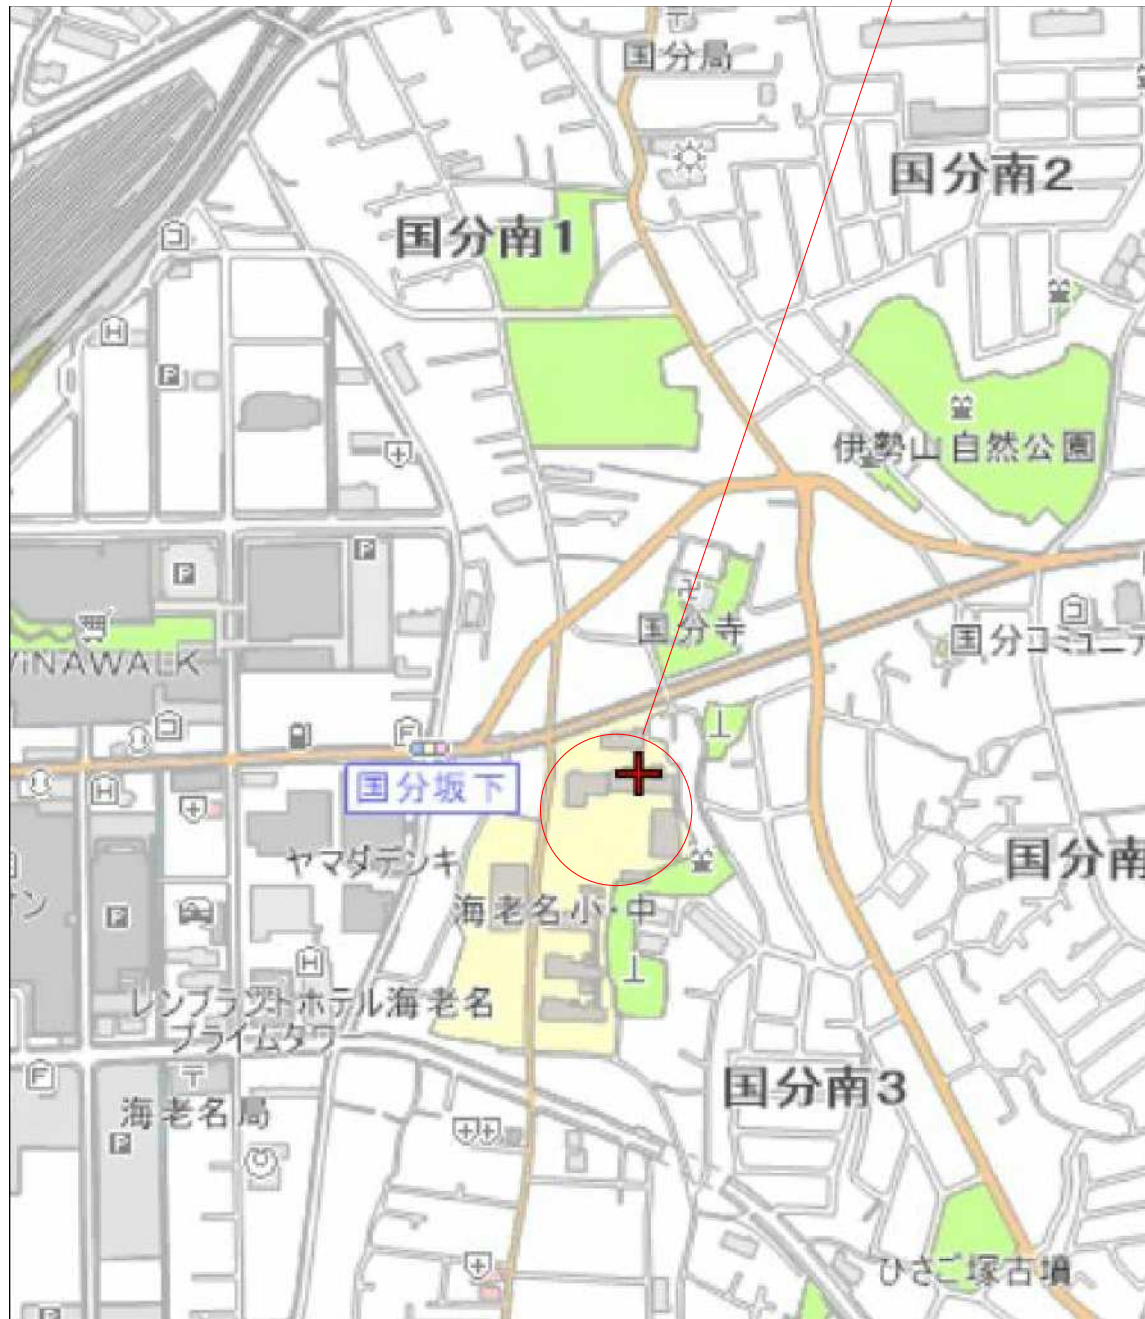 国分局
国分南2
国分南1
伊勢山自然公園
国分寺
国分コミュニテ
ViNAWALK
国分坂下
ヤマダデンキ
国分南
海老名小・中
レンブラントホテル海老名
プライムタワー
国分南3
海老名局
ひさご塚古墳